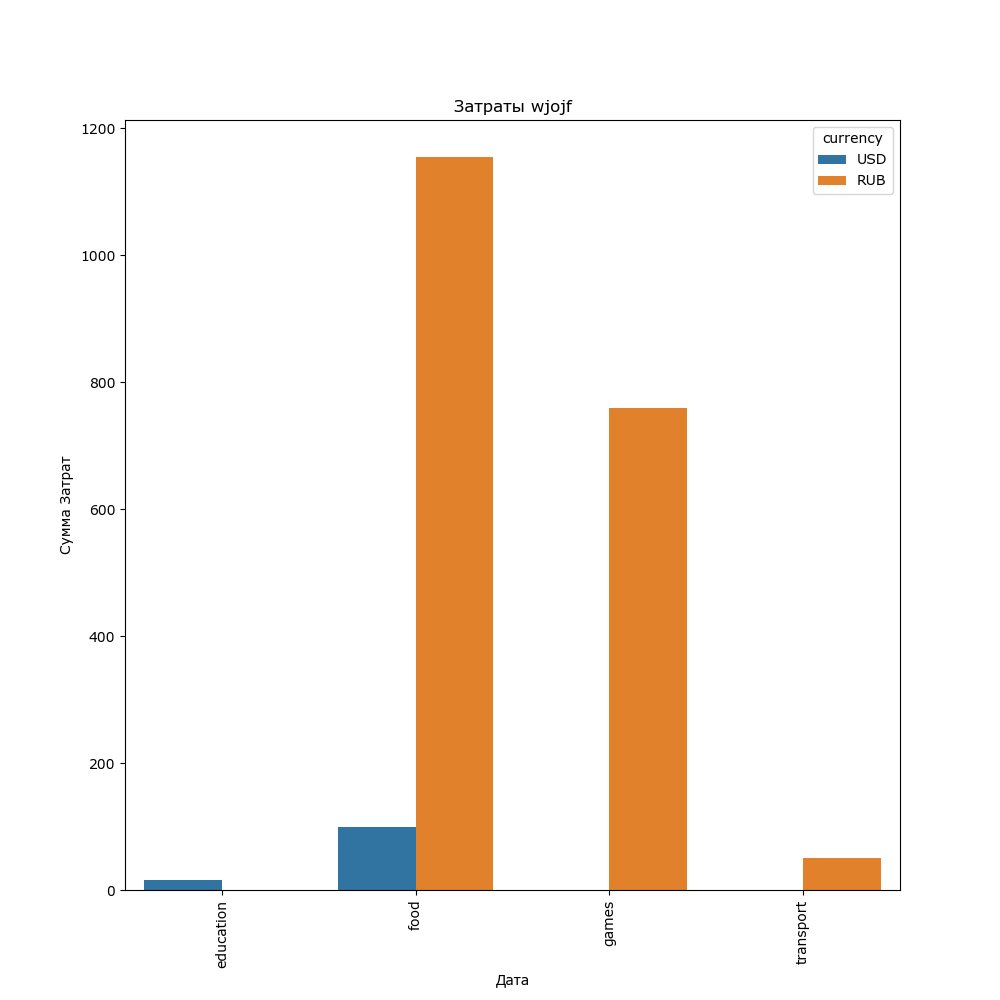 Затраты wjojf
currency
USD
RUB
1200
1000
800
600
400
200
0
Сумма Затрат
education
food
games
transport
Дата